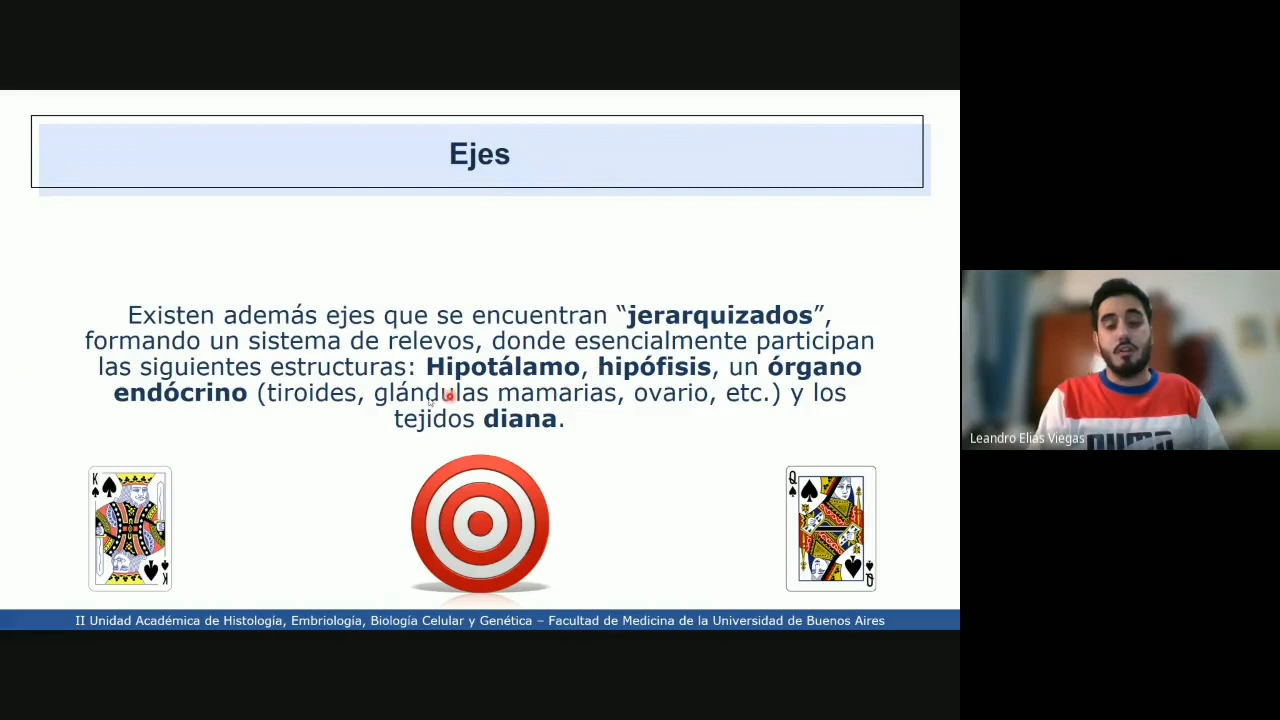 Ejes
Existen además ejes que se encuentran “jerarquizados”,
formando un sistema de relevos, donde esencialmente participan
las siguientes estructuras: Hipotálamo, hipófisis, un órgano
endócrino (tiroides, glándulas mamarias, ovario, etc.) y los
tejidos diana.
K
K
Q
Q
II Unidad Académica de Histología, Embriología, Biología Celular y Genética – Facultad de Medicina de la Universidad de Buenos Aires
Leandro Elias Viegas
PUMA